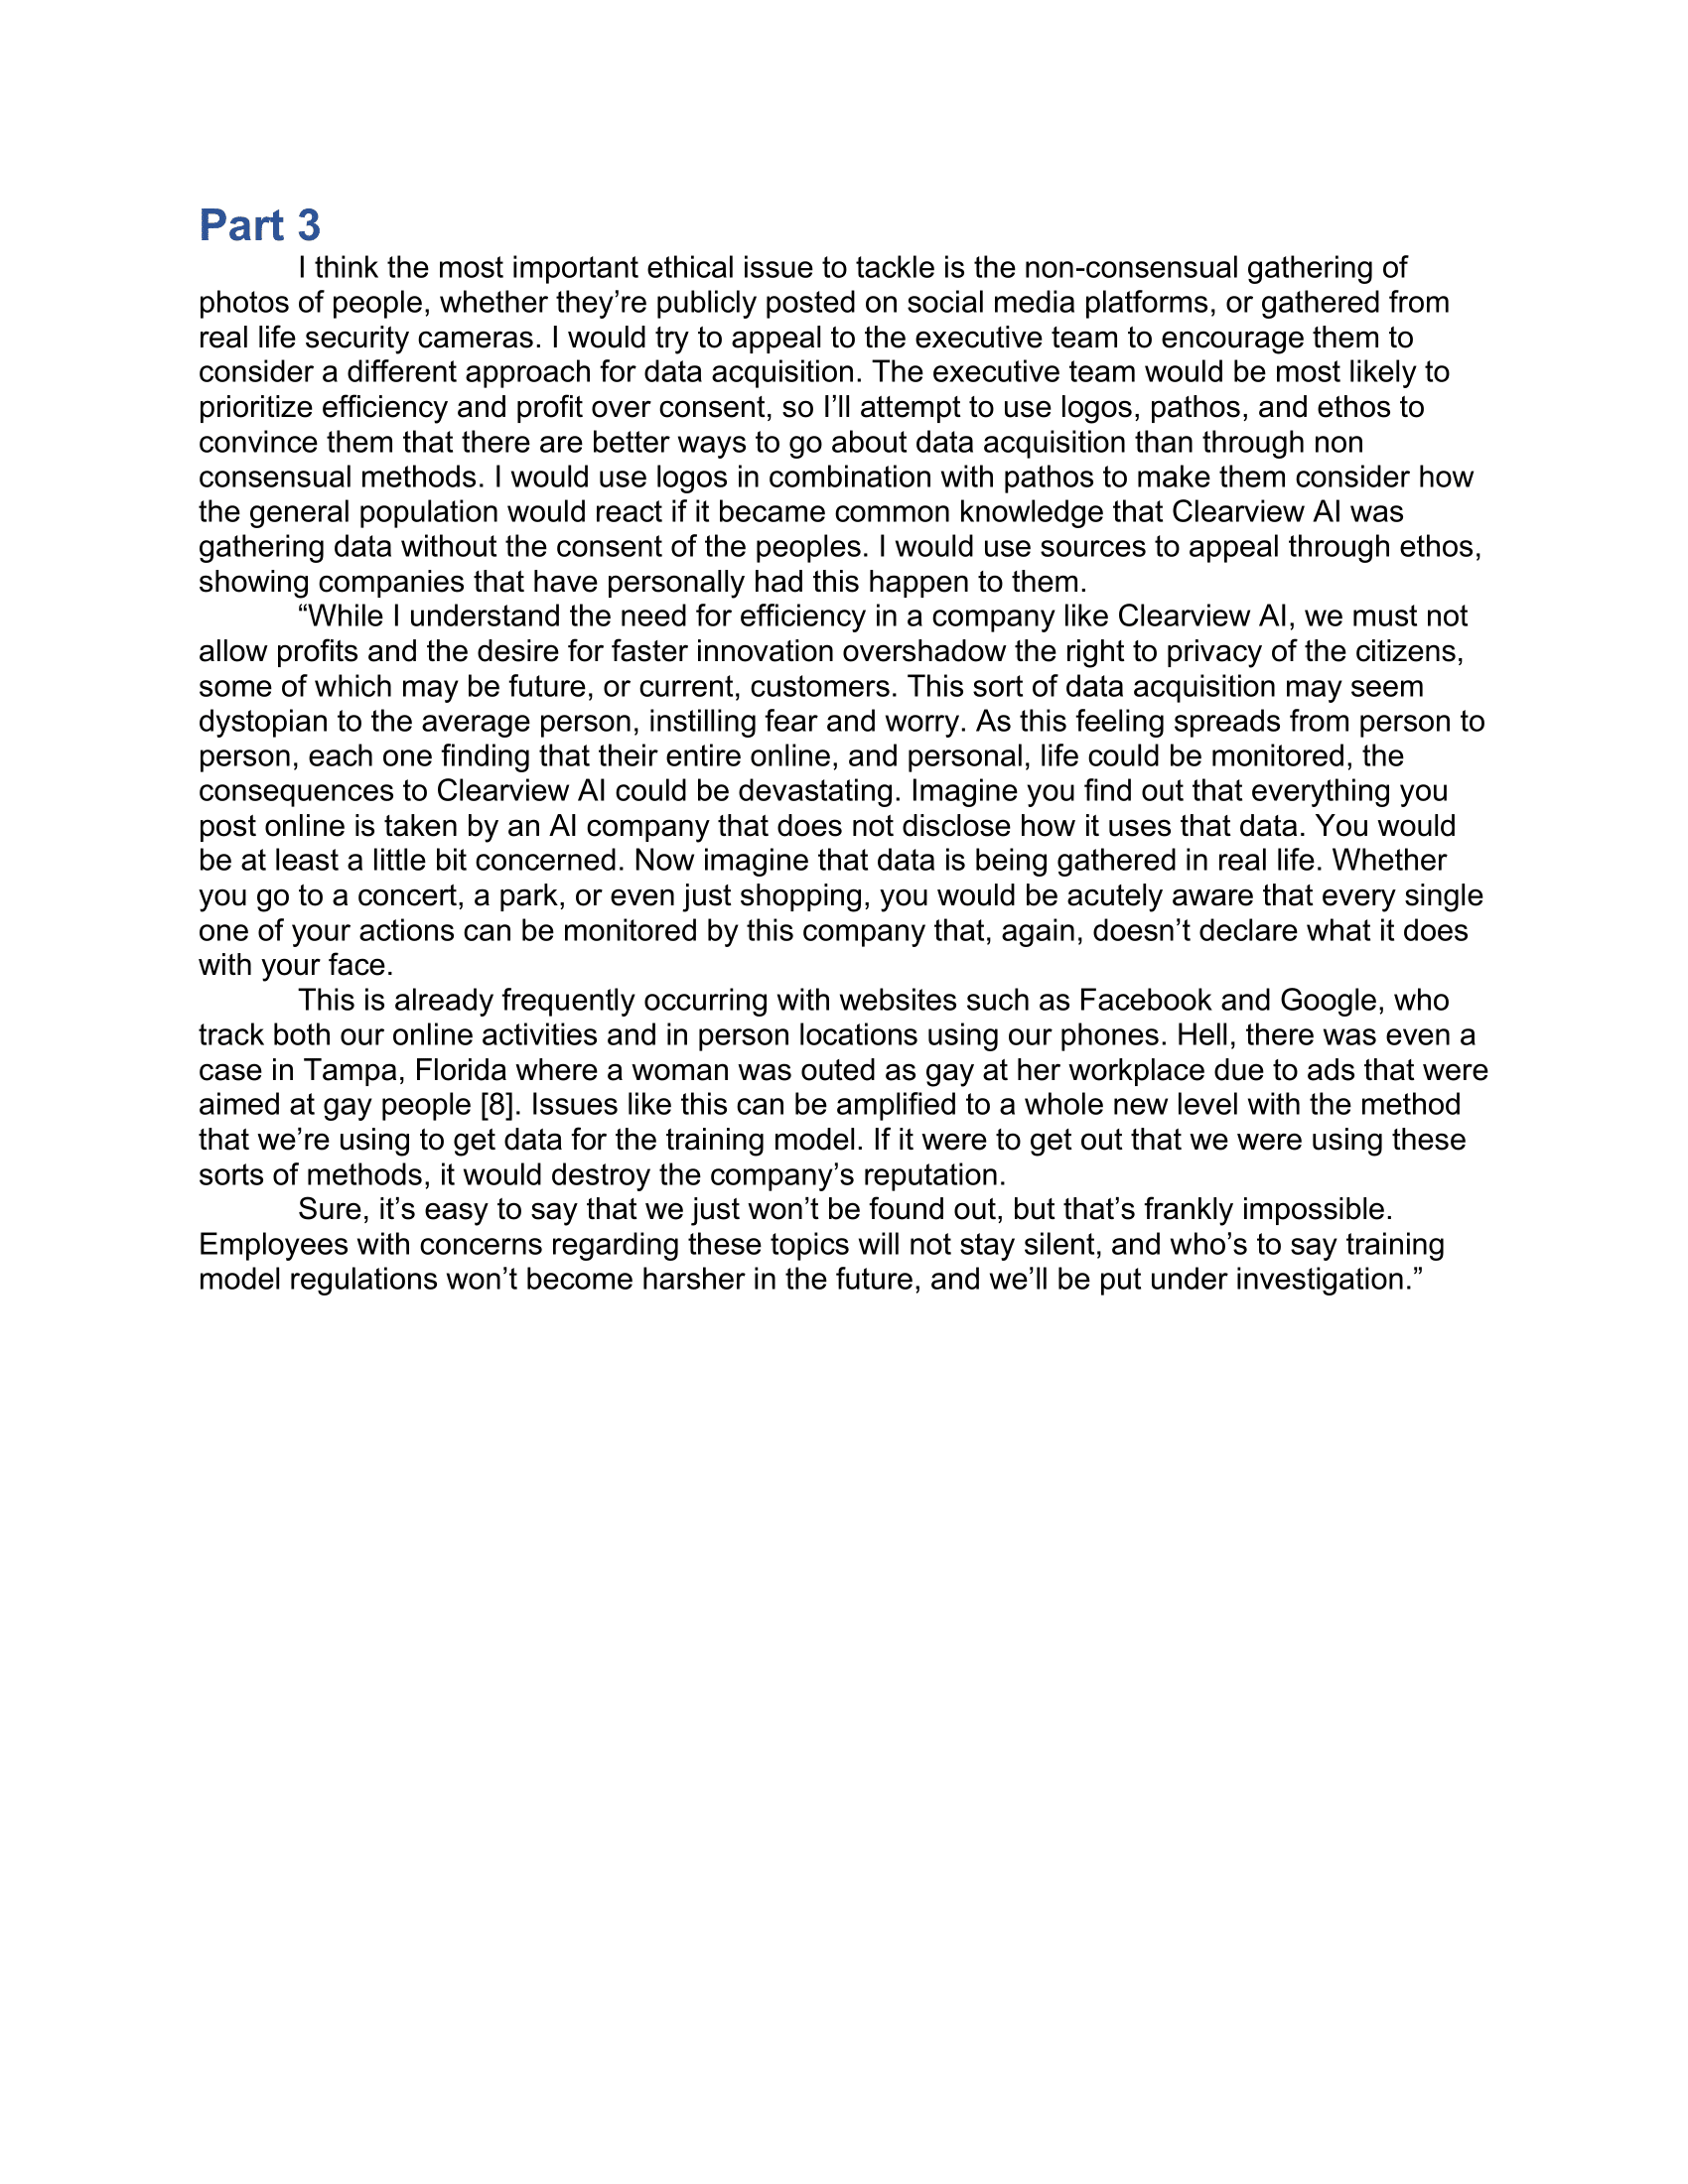 Part 3
I think the most important ethical issue to tackle is the non-consensual gathering of
photos of people, whether they’re publicly posted on social media platforms, or gathered from
real life security cameras. I would try to appeal to the executive team to encourage them to
consider a different approach for data acquisition. The executive team would be most likely to
prioritize efficiency and profit over consent, so I’ll attempt to use logos, pathos, and ethos to
convince them that there are better ways to go about data acquisition than through non
consensual methods. I would use logos in combination with pathos to make them consider how
the general population would react if it became common knowledge that Clearview AI was
gathering data without the consent of the peoples. I would use sources to appeal through ethos,
showing companies that have personally had this happen to them.
“While I understand the need for efficiency in a company like Clearview AI, we must not
allow profits and the desire for faster innovation overshadow the right to privacy of the citizens,
some of which may be future, or current, customers. This sort of data acquisition may seem
dystopian to the average person, instilling fear and worry. As this feeling spreads from person to
person, each one finding that their entire online, and personal, life could be monitored, the
consequences to Clearview AI could be devastating. Imagine you find out that everything you
post online is taken by an AI company that does not disclose how it uses that data. You would
be at least a little bit concerned. Now imagine that data is being gathered in real life. Whether
you go to a concert, a park, or even just shopping, you would be acutely aware that every single
one of your actions can be monitored by this company that, again, doesn’t declare what it does
with your face.
This is already frequently occurring with websites such as Facebook and Google, who
track both our online activities and in person locations using our phones. Hell, there was even a
case in Tampa, Florida where a woman was outed as gay at her workplace due to ads that were
aimed at gay people [8]. Issues like this can be amplified to a whole new level with the method
that we’re using to get data for the training model. If it were to get out that we were using these
sorts of methods, it would destroy the company’s reputation.
Sure, it’s easy to say that we just won’t be found out, but that’s frankly impossible.
Employees with concerns regarding these topics will not stay silent, and who’s to say training
model regulations won’t become harsher in the future, and we’ll be put under investigation.”